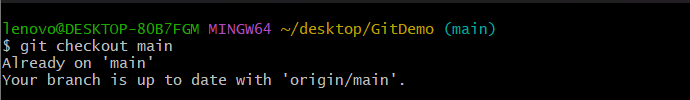 lenovo@DESKTOP-8OB7FGM MINGW64 ~/desktop/GitDemo (main)
$ git checkout main
Already on 'main'
Your branch is up to date with 'origin/main'.